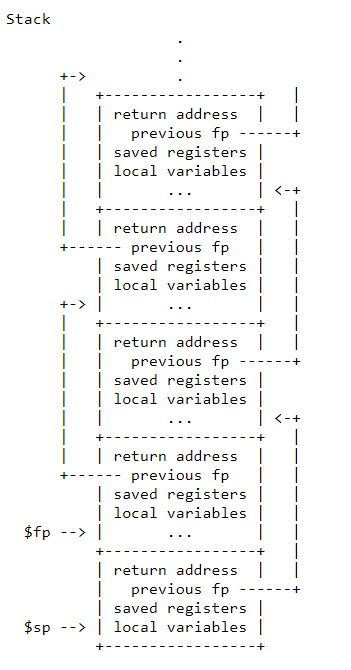 Stack
                   .
                   .
      +->          .
      |   +-----------------+   |
      |   | return address  |   |
      |   |   previous fp ------+
      |   | saved registers |
      |   | local variables |
      |   |       ...       | <-+
      |   +-----------------+   |
      |   | return address  |   |
      +------ previous fp   |   |
          | saved registers |   |
          | local variables |   |
      +-> |       ...       |   |
      |   +-----------------+   |
      |   | return address  |   |
      |   |   previous fp ------+
      |   | saved registers |
      |   | local variables |
      |   |       ...       | <-+
      |   +-----------------+   |
      |   | return address  |   |
      +------ previous fp   |   |
          | saved registers |   |
          | local variables |   |
  $fp --> |       ...       |   |
          +-----------------+   |
          | return address  |   |
          |   previous fp ------+
          | saved registers |
  $sp --> | local variables |
          +-----------------+